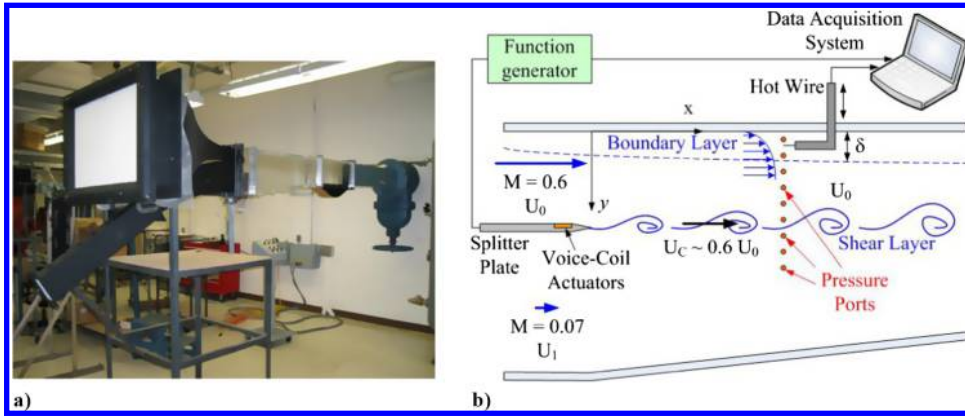 Function
generator
Data Acquisition
System
Hot Wire
x
Boundary Layer
δ
M = 0.6
U₀
U₀
y
Splitter
Plate
Voice-Coil
Actuators
U_C ~ 0.6 U₀
Shear Layer
Pressure
Ports
M = 0.07
U₁
a)
b)